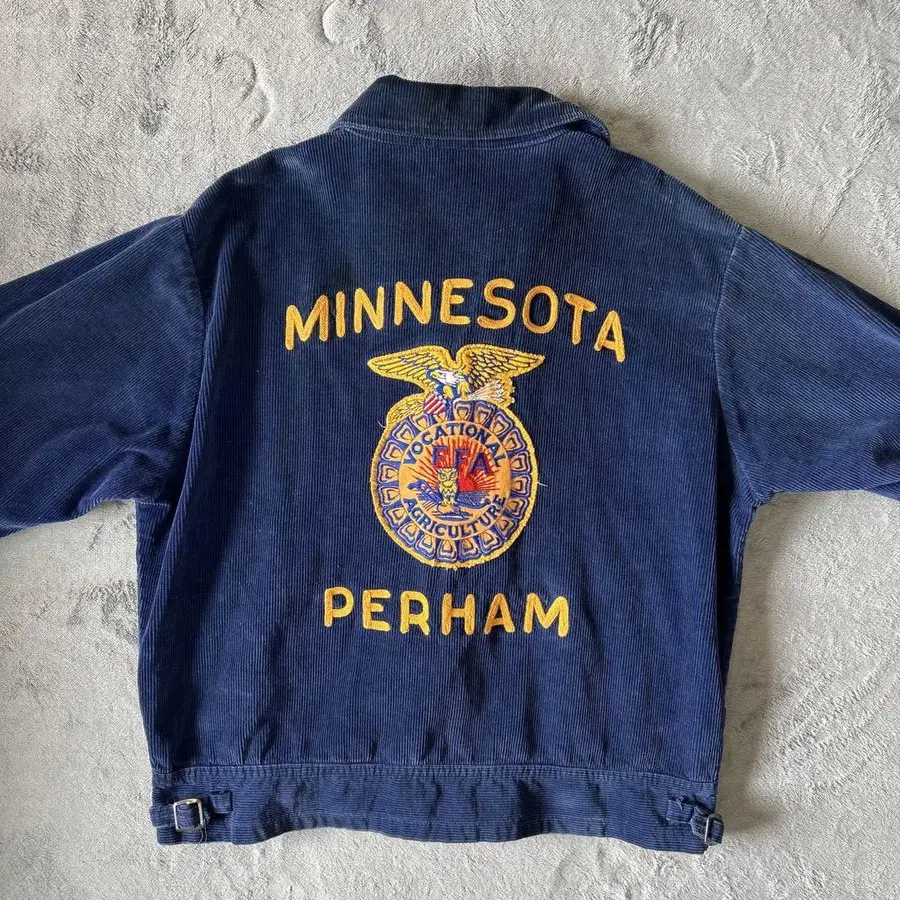 MINNESOTA
VOCATIONAL
FFA
AGRICULTURE
PERHAM